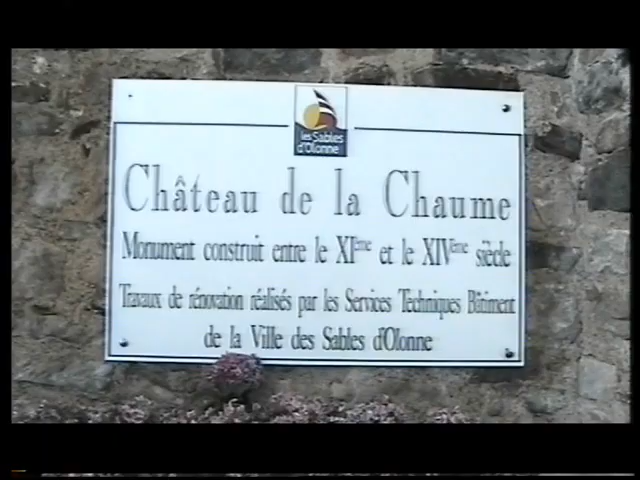 les Sables
d'Olonne
Château de la Chaume
Monument construit entre le XIème et le XIVème siècle
Travaux de rénovation réalisés par les Services Techniques Bâtiment
de la Ville des Sables d'Olonne